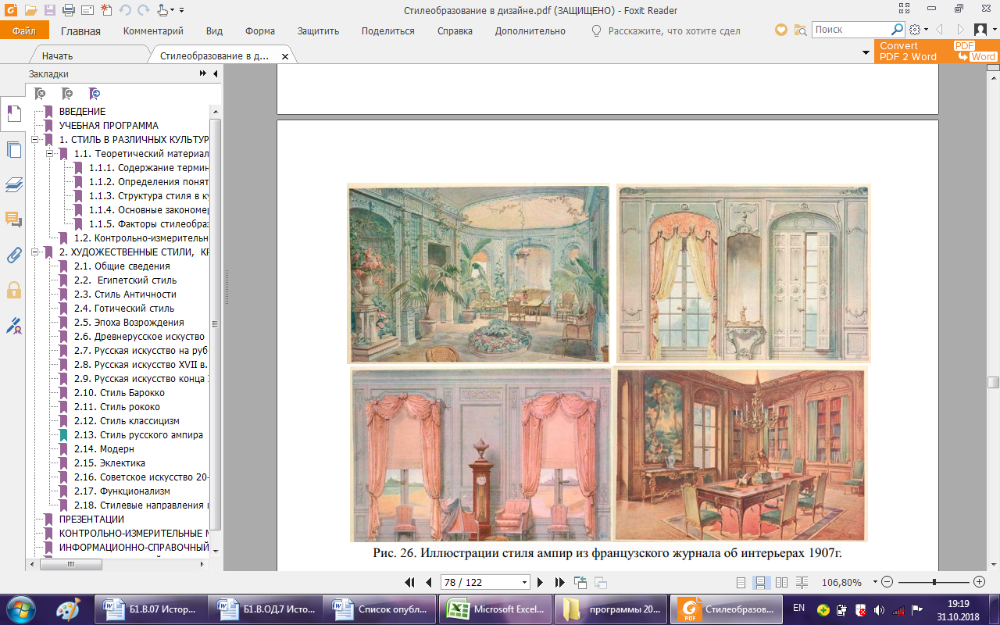 Стилеобразование в дизайне.pdf (ЗАЩИЩЕНО) - Foxit Reader
Файл
Главная
Комментарий
Вид
Форма
Защитить
Поделиться
Справка
Дополнительно
Расскажите, что хотите сдел
Поиск
Начать
Стилеобразование в д...
Convert
PDF 2 Word
PDF
Word
Закладки
ВВЕДЕНИЕ
УЧЕБНАЯ ПРОГРАММА
1. СТИЛЬ В РАЗЛИЧНЫХ КУЛЬТУР
1.1. Теоретический материал
1.1.1. Содержание термин
1.1.2. Определения понят
1.1.3. Структура стиля в ку
1.1.4. Основные закономер
1.1.5. Факторы стилеобраз
1.2. Контрольно-измерительн
2. ХУДОЖЕСТВЕННЫЕ СТИЛИ, КР
2.1. Общие сведения
2.2. Египетский стиль
2.3. Стиль Античности
2.4. Готический стиль
2.5. Эпоха Возрождения
2.6. Древнерусское искуство
2.7. Русская искусство на руб
2.8. Русская искусство XVII в.
2.9. Русская искусство конца
2.10. Стиль Барокко
2.11. Стиль рококо
2.12. Стиль классицизм
2.13. Стиль русского ампира
2.14. Модерн
2.15. Эклектика
2.16. Советское искусство 20-
2.17. Функционализм
2.18. Стилевые направления
ПРЕЗЕНТАЦИИ
КОНТРОЛЬНО-ИЗМЕРИТЕЛЬНЫЕ М
ИНФОРМАЦИОННО-СПРАВОЧНЫЙ
Рис. 26. Иллюстрации стиля ампир из французского журнала об интерьерах 1907г.
78 / 122
106,80%
Б1.В.07 Истор...
Б1.В.ОД.7 Исто...
Список опубл...
Microsoft Excel...
программы 20...
PDF
Стилеобразов...
EN
19:19
31.10.2018